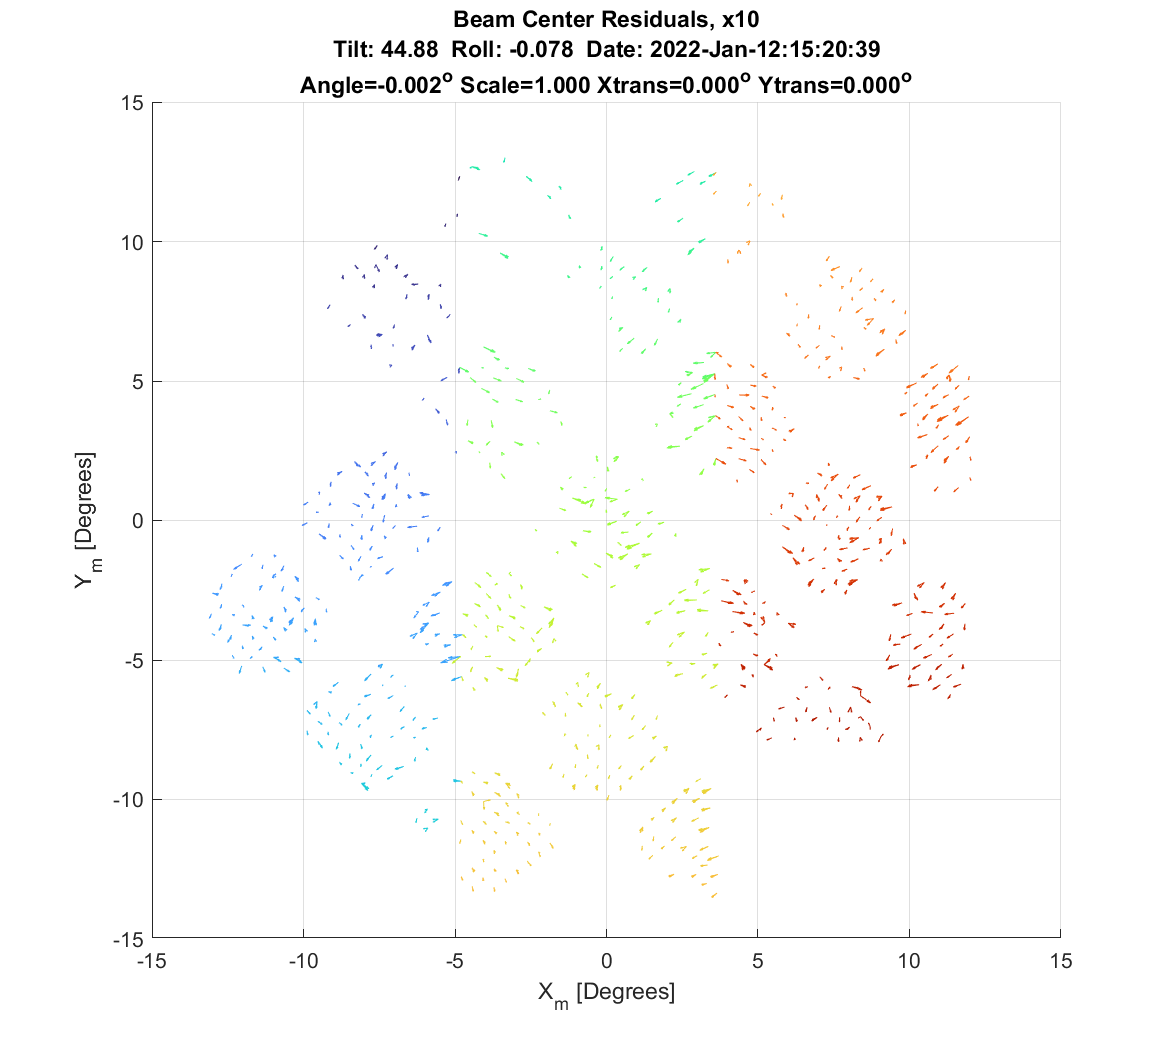 Beam Center Residuals, x10
Tilt: 44.88 Roll: -0.078 Date: 2022-Jan-12:15:20:39
Angle=-0.002° Scale=1.000 Xtrans=0.000° Ytrans=0.000°
15
10
5
0
-5
-10
-15
Y_m [Degrees]
-15 -10 -5 0 5 10 15
X_m [Degrees]